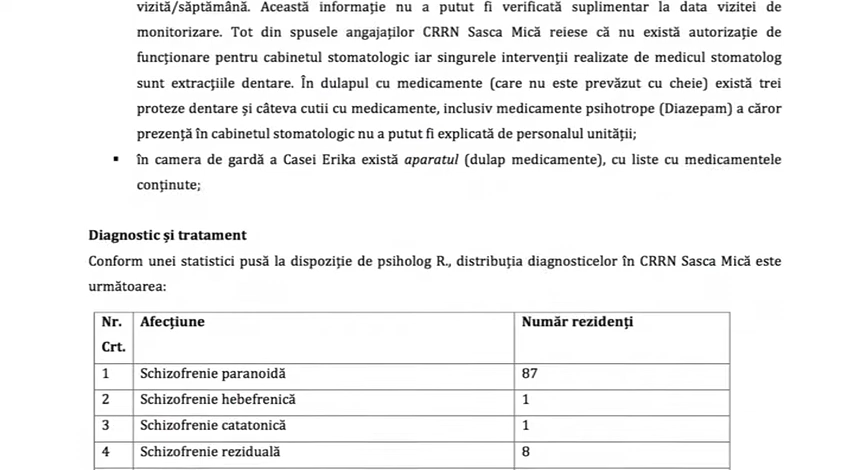 vizită/săptămână. Această informație nu a putut fi verificată suplimentar la data vizitei de
monitorizare. Tot din spusele angajaților CRRN Sasca Mică reiese că nu există autorizație de
funcționare pentru cabinetul stomatologic iar singurele intervenții realizate de medicul stomatolog
sunt extracțiile dentare. În dulapul cu medicamente (care nu este prevăzut cu cheie) există trei
proteze dentare și câteva cutii cu medicamente, inclusiv medicamente psihotrope (Diazepam) a căror
prezență în cabinetul stomatologic nu a putut fi explicată de personalul unității;
▪ în camera de gardă a Casei Erika există aparatul (dulap medicamente), cu liste cu medicamentele
conținute;
Diagnostic și tratament
Conform unei statistici pusă la dispoziție de psiholog R., distribuția diagnosticelor în CRRN Sasca Mică este
următoarea:
Nr. Crt. Afecțiune Număr rezidenți
1 Schizofrenie paranoidă 87
2 Schizofrenie hebefrenică 1
3 Schizofrenie catatonică 1
4 Schizofrenie reziduală 8